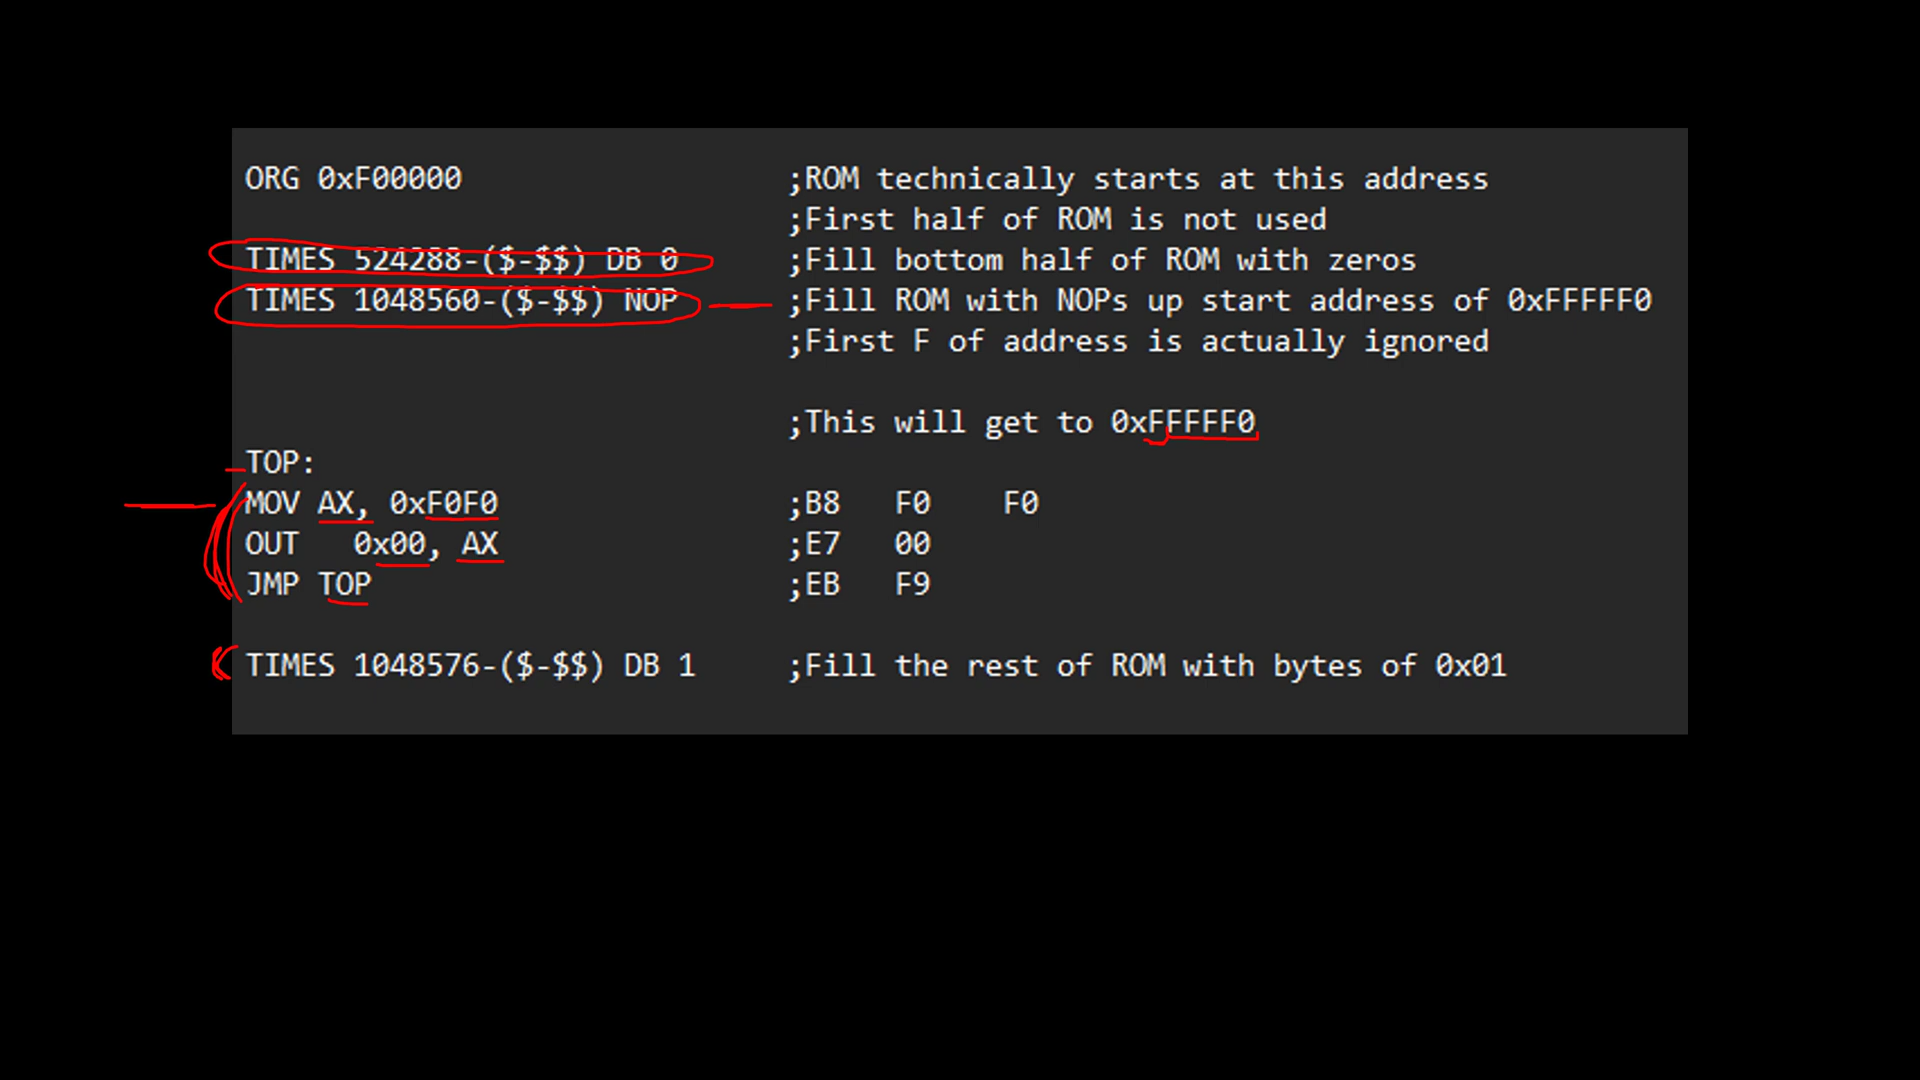 ORG 0xF00000 ;ROM technically starts at this address
;First half of ROM is not used
TIMES 524288-($-$$) DB 0 ;Fill bottom half of ROM with zeros
TIMES 1048560-($-$$) NOP ;Fill ROM with NOPs up start address of 0xFFFFF0
;First F of address is actually ignored
;This will get to 0xFFFFF0
TOP:
MOV AX, 0xF0F0 ;B8 F0 F0
OUT 0x00, AX ;E7 00
JMP TOP ;EB F9
TIMES 1048576-($-$$) DB 1 ;Fill the rest of ROM with bytes of 0x01